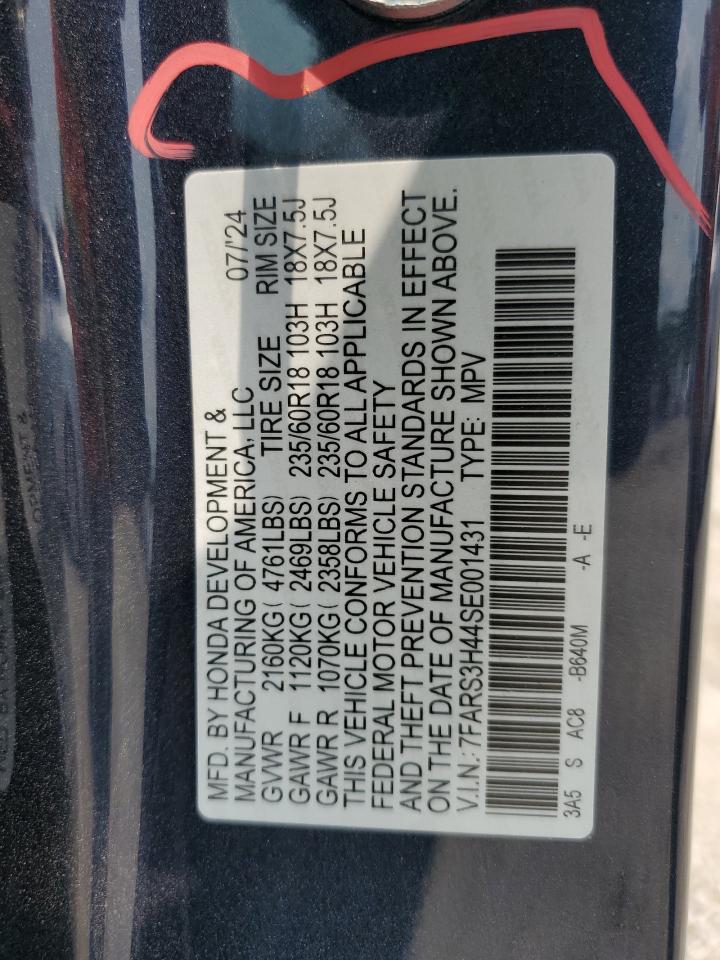 MFD. BY HONDA DEVELOPMENT &
MANUFACTURING OF AMERICA, LLC 07/'24
GVWR 2160KG( 4761LBS) TIRE SIZE RIM SIZE
GAWR F 1120KG( 2469LBS) 235/60R18 103H 18X7.5J
GAWR R 1070KG( 2358LBS) 235/60R18 103H 18X7.5J
THIS VEHICLE CONFORMS TO ALL APPLICABLE
FEDERAL MOTOR VEHICLE SAFETY
AND THEFT PREVENTION STANDARDS IN EFFECT
ON THE DATE OF MANUFACTURE SHOWN ABOVE.
V.I.N.: 7FARS3H44SE001431 TYPE: MPV
3A5 S AC8 -B640M -A -E